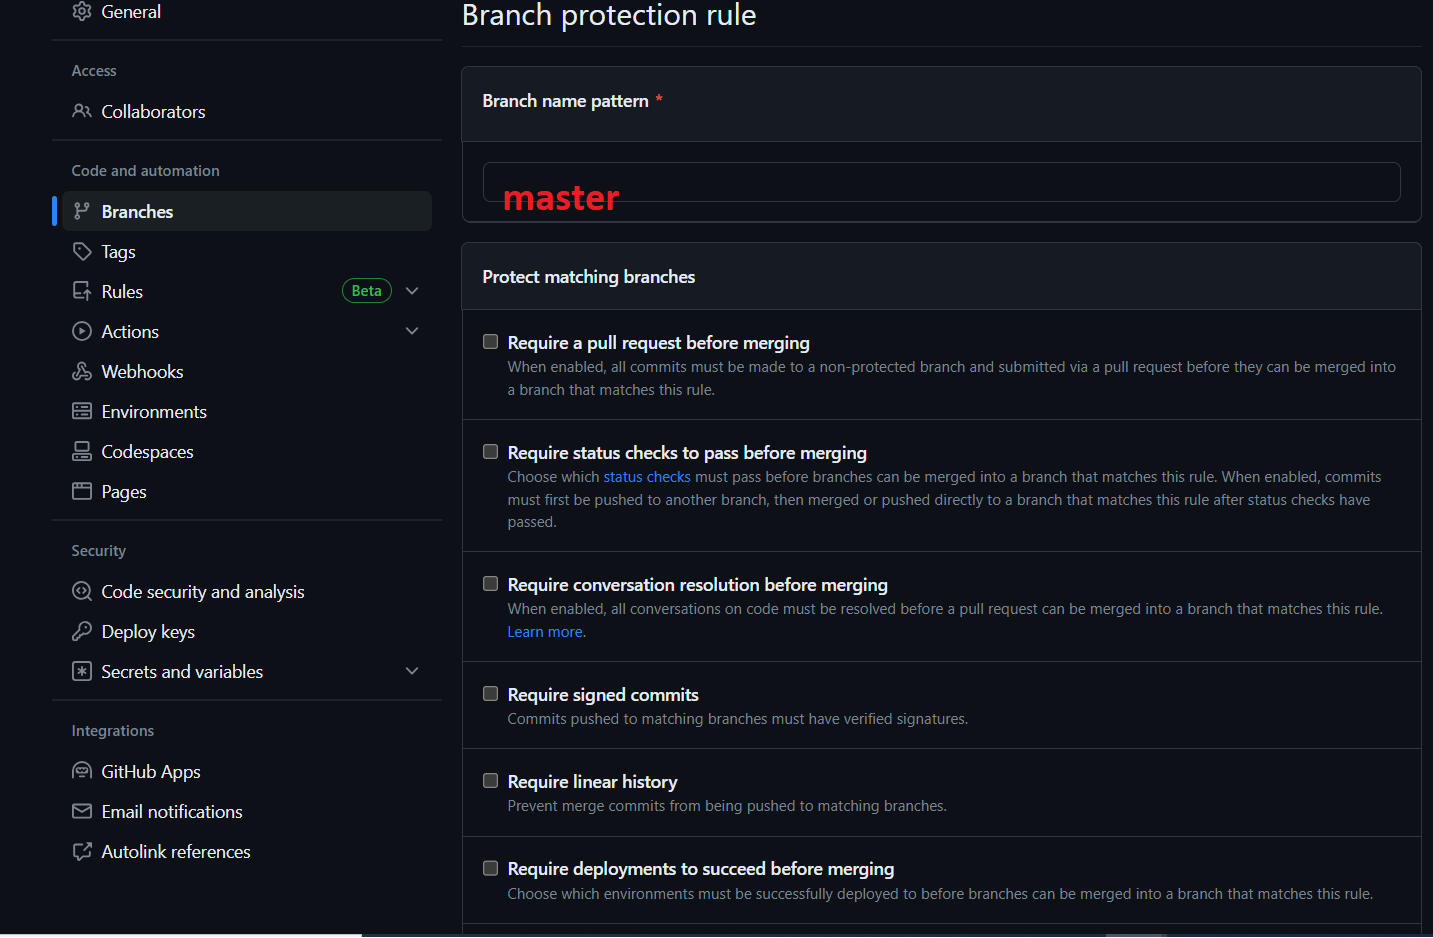 General
Access
Collaborators
Code and automation
Branches
Tags
Rules
Beta
Actions
Webhooks
Environments
Codespaces
Pages
Security
Code security and analysis
Deploy keys
Secrets and variables
Integrations
GitHub Apps
Email notifications
Autolink references
Branch protection rule
Branch name pattern *
master
Protect matching branches
Require a pull request before merging
When enabled, all commits must be made to a non-protected branch and submitted via a pull request before they can be merged into
a branch that matches this rule.
Require status checks to pass before merging
Choose which status checks must pass before branches can be merged into a branch that matches this rule. When enabled, commits
must first be pushed to another branch, then merged or pushed directly to a branch that matches this rule after status checks have
passed.
Require conversation resolution before merging
When enabled, all conversations on code must be resolved before a pull request can be merged into a branch that matches this rule.
Learn more.
Require signed commits
Commits pushed to matching branches must have verified signatures.
Require linear history
Prevent merge commits from being pushed to matching branches.
Require deployments to succeed before merging
Choose which environments must be successfully deployed to before branches can be merged into a branch that matches this rule.